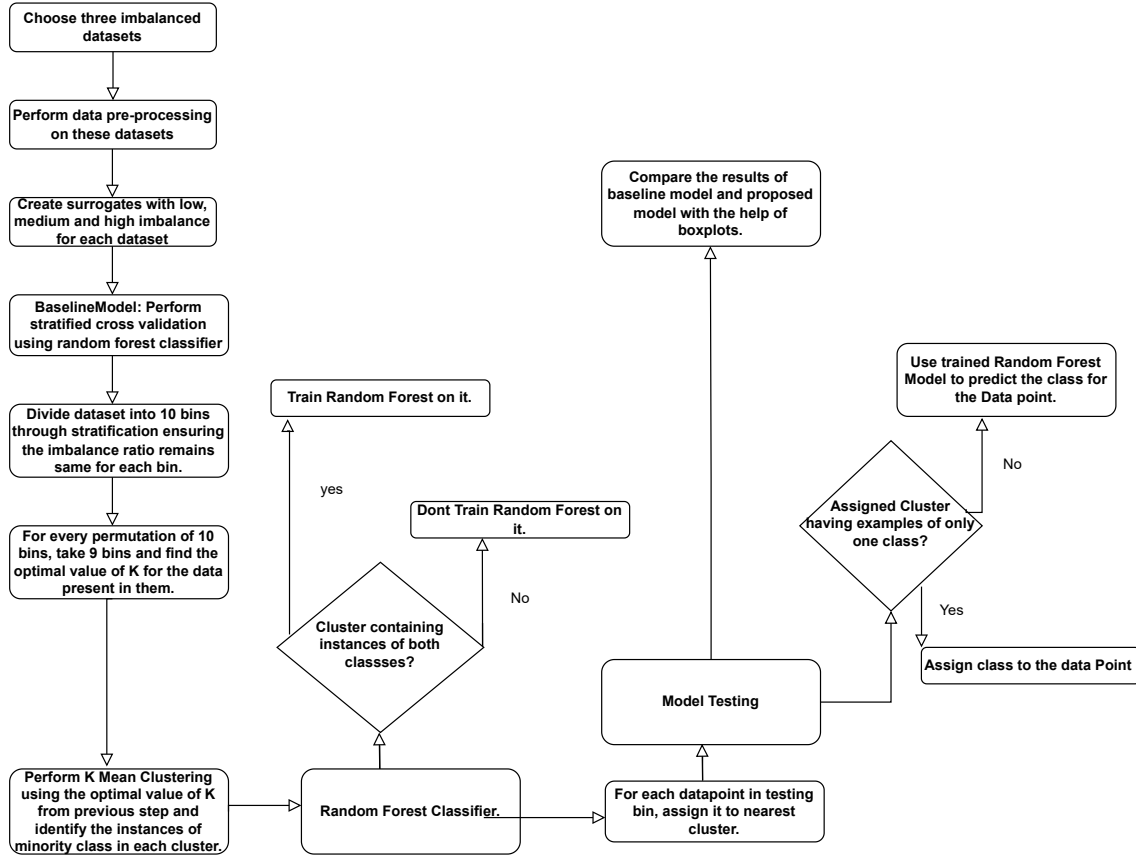 Choose three imbalanced
datasets
Perform data pre-processing
on these datasets
Create surrogates with low,
medium and high imbalance
for each dataset
BaselineModel: Perform
stratified cross validation
using random forest classifier
Divide dataset into 10 bins
through stratification ensuring
the imbalance ratio remains
same for each bin.
For every permutation of 10
bins, take 9 bins and find the
optimal value of K for the data
present in them.
Perform K Mean Clustering
using the optimal value of K
from previous step and
identify the instances of
minority class in each cluster.
Random Forest Classifier.
Cluster containing
instances of both
classses?
yes
Train Random Forest on it.
No
Dont Train Random Forest on
it.
For each datapoint in testing
bin, assign it to nearest
cluster.
Model Testing
Compare the results of
baseline model and proposed
model with the help of
boxplots.
Assigned Cluster
having examples of only
one class?
No
Use trained Random Forest
Model to predict the class for
the Data point.
Yes
Assign class to the data Point